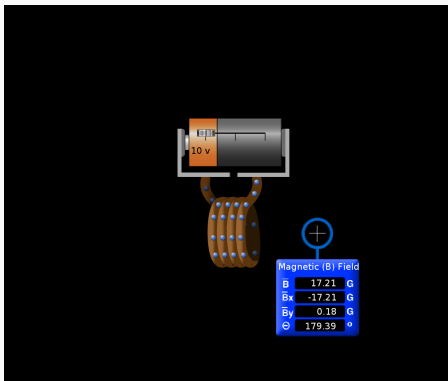 10 v
Magnetic (B) Field
B 17.21 G
Bx -17.21 G
By 0.18 G
Θ 179.39 °